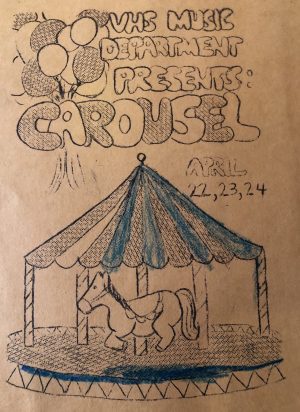 VHS MUSIC
DEPARTMENT
PRESENTS:
CAROUSEL
APRIL
22, 23, 24